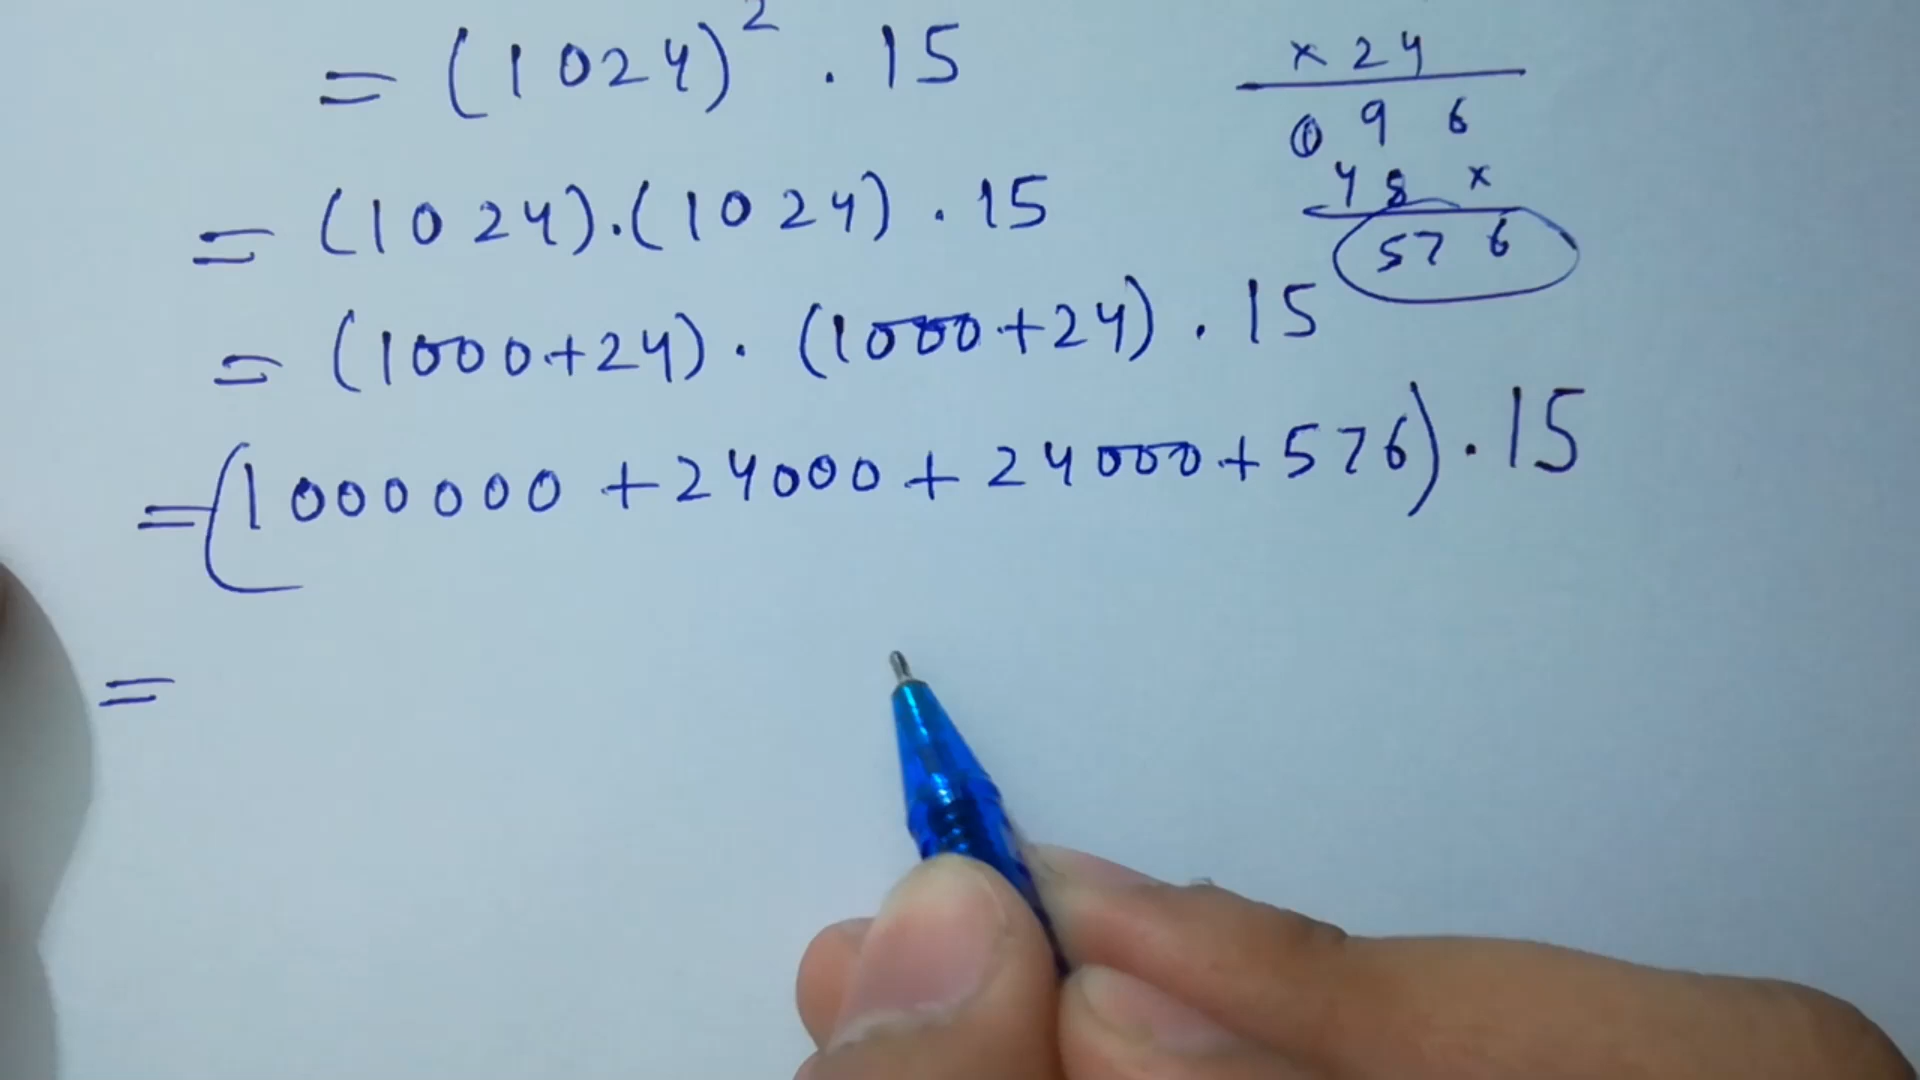 = (1024)² . 15
= (1024).(1024) . 15
= (1000+24) . (1000+24) . 15
= (1000000 + 24000 + 24000 + 576) . 15
=
x 24
096
48x
576